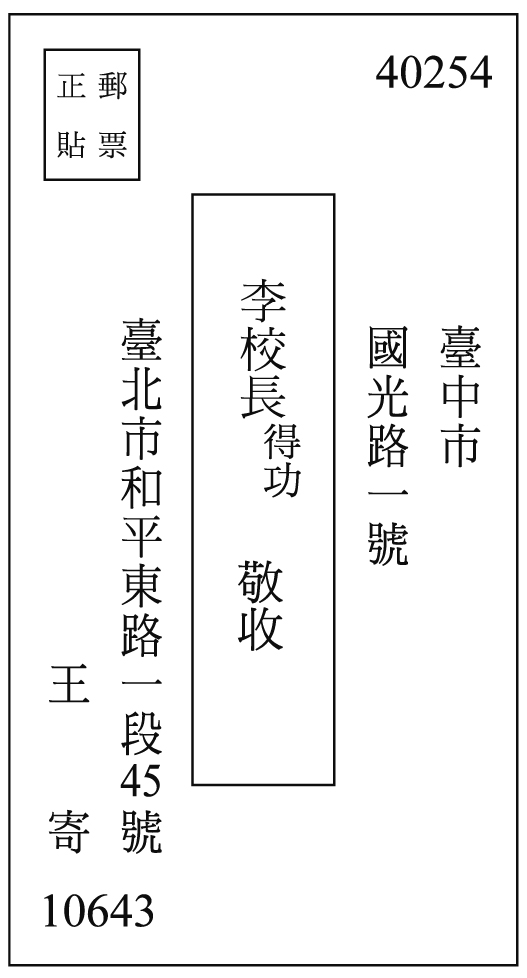 40254
臺中市
國光路一號
李校長得功 敬收
郵票
正貼
臺北市和平東路一段45號
王 寄
10643